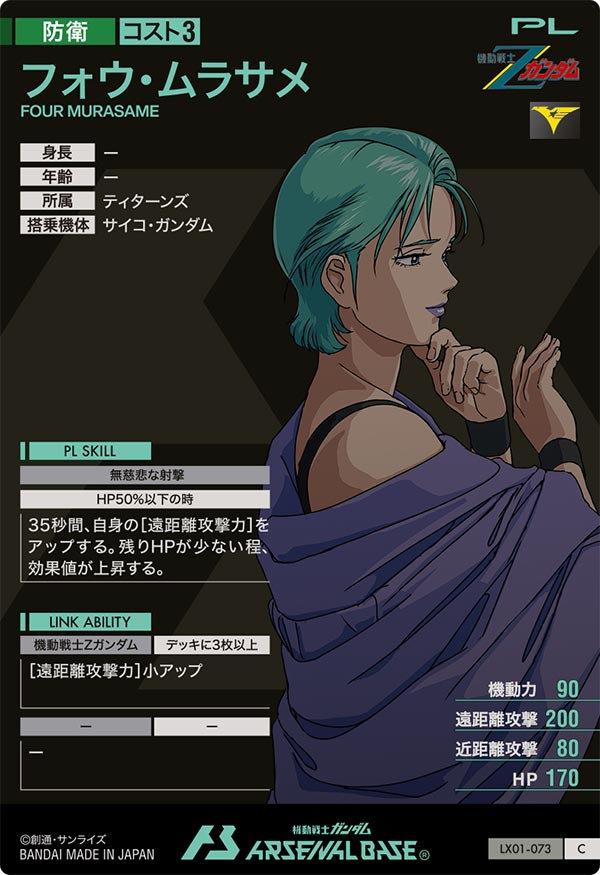 防衛 コスト3
PL
フォウ・ムラサメ
FOUR MURASAME
機動戦士
Zガンダム
身長 ー
年齢 ー
所属 ティターンズ
搭乗機体 サイコ・ガンダム
PL SKILL
無慈悲な射撃
HP50%以下の時
35秒間、自身の[遠距離攻撃力]を
アップする。残りHPが少ない程、
効果値が上昇する。
LINK ABILITY
機動戦士Zガンダム デッキに3枚以上
[遠距離攻撃力]小アップ
ー ー
ー
機動力 90
遠距離攻撃 200
近距離攻撃 80
HP 170
©創通・サンライズ
BANDAI MADE IN JAPAN
機動戦士ガンダム
ARSENAL BASE®
LX01-073 C